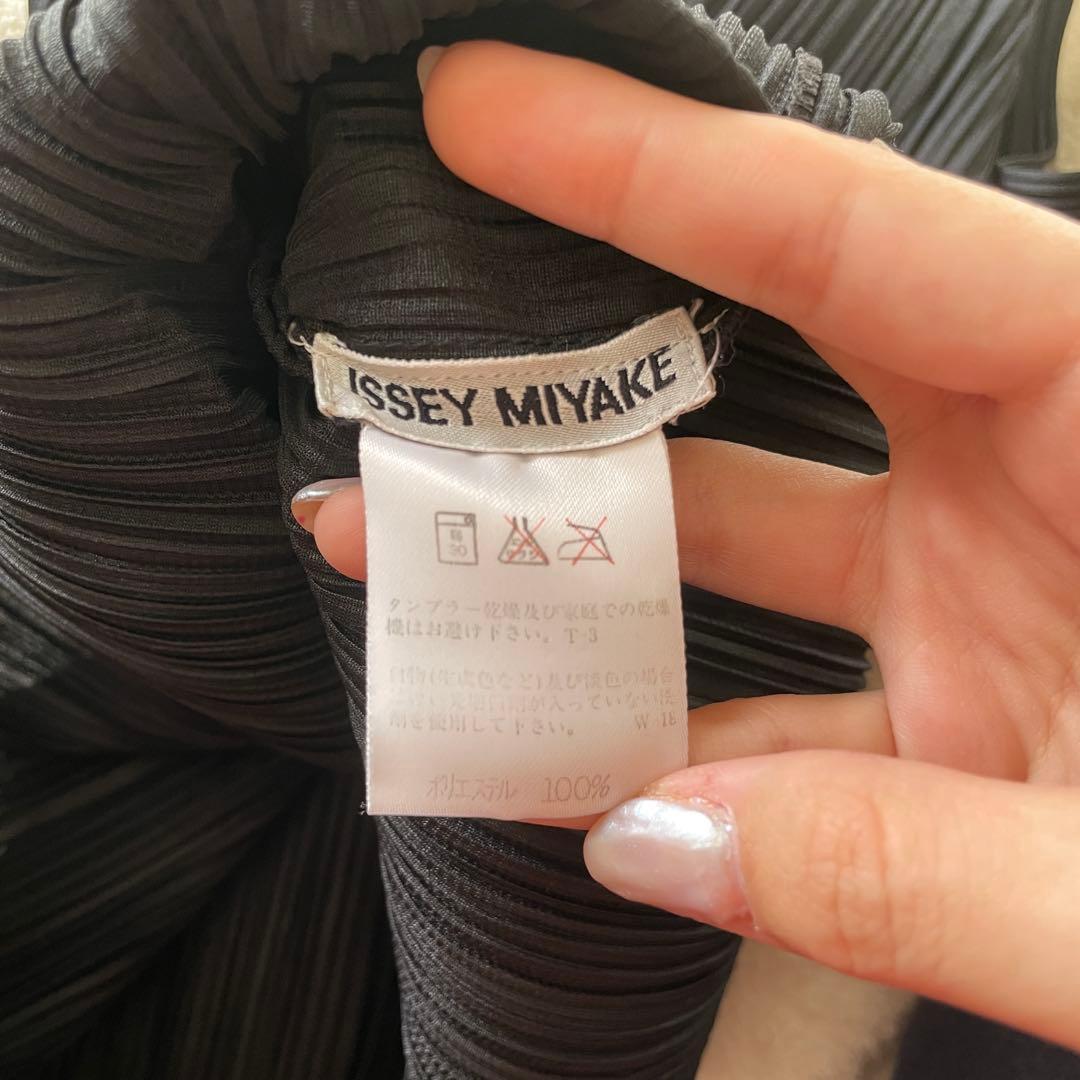 ISSEY MIYAKE
弱
30
タンブラー乾燥及び家庭での乾燥
機はお避け下さい。T-3
白物(生成色など)及び淡色の場合
蛍光増白剤が入っていない洗
剤を使用して下さい。 W-18
ポリエステル 100%